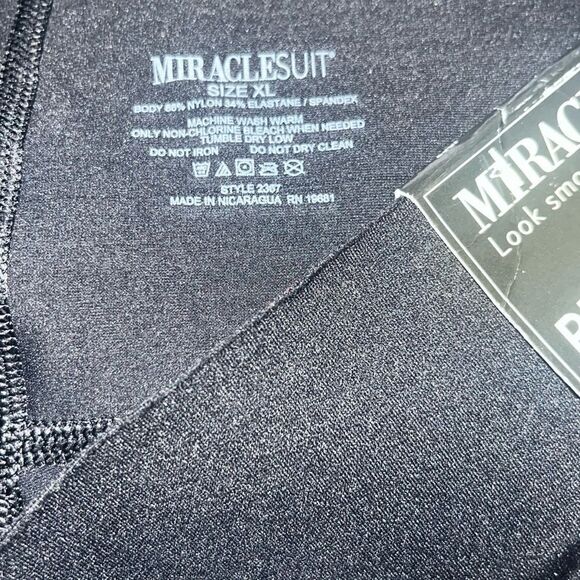 MIRACLESUIT®
SIZE XL
BODY 66% NYLON 34% ELASTANE / SPANDEX
MACHINE WASH WARM
ONLY NON-CHLORINE BLEACH WHEN NEEDED
TUMBLE DRY LOW
DO NOT IRON DO NOT DRY CLEAN
STYLE 2367
MADE IN NICARAGUA RN 19681
MIRAC
Look smo